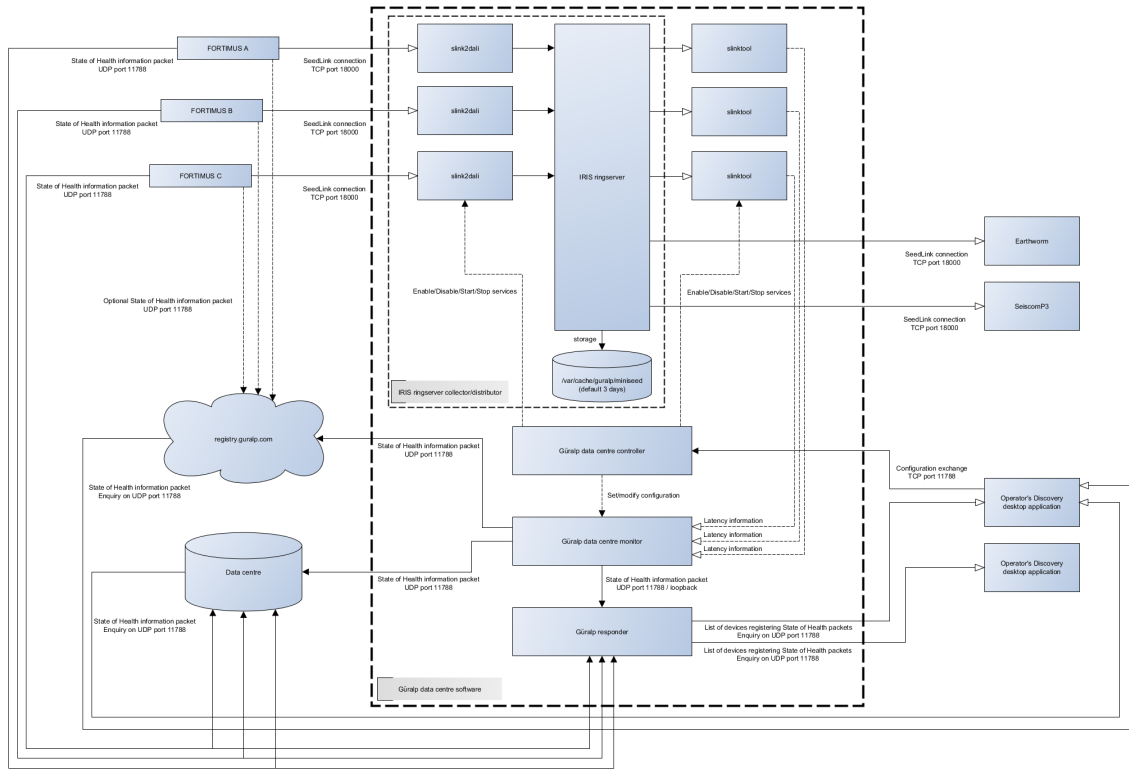 FORTIMUS A
State of Health information packet
UDP port 11788
SeedLink connection
TCP port 18000
slink2dali
slinktool
FORTIMUS B
State of Health information packet
UDP port 11788
SeedLink connection
TCP port 18000
slink2dali
slinktool
FORTIMUS C
State of Health information packet
UDP port 11788
SeedLink connection
TCP port 18000
slink2dali
IRIS ringserver
slinktool
Earthworm
SeedLink connection
TCP port 18000
Enable/Disable/Start/Stop services
Enable/Disable/Start/Stop services
Optional State of Health information packet
UDP port 11788
SeiscomP3
SeedLink connection
TCP port 18000
storage
/var/cache/guralp/miniseed
(default 3 days)
IRIS ringserver collector/distributor
registry.guralp.com
State of Health information packet
UDP port 11788
Güralp data centre controller
Configuration exchange
TCP port 11788
State of Health information packet
Enquiry on UDP port 11788
Set/modify configuration
Operator's Discovery
desktop application
Latency information
Latency information
Latency information
Güralp data centre monitor
Data centre
State of Health information packet
UDP port 11788
State of Health information packet
UDP port 11788 / loopback
Operator's Discovery
desktop application
State of Health information packet
Enquiry on UDP port 11788
Güralp responder
List of devices registering State of Health packets
Enquiry on UDP port 11788
List of devices registering State of Health packets
Enquiry on UDP port 11788
Güralp data centre software